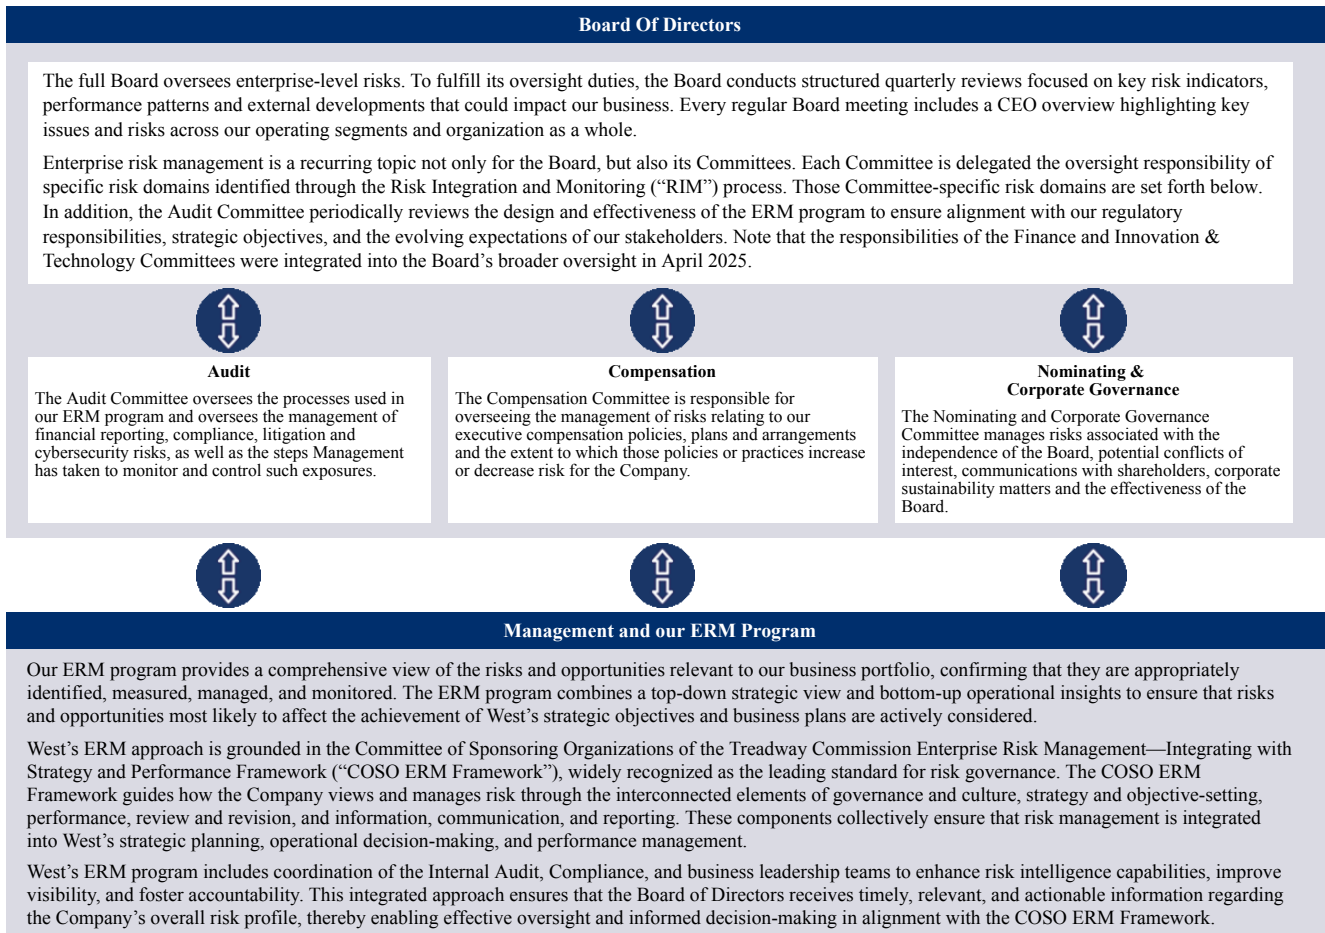 Board Of Directors
The full Board oversees enterprise-level risks. To fulfill its oversight duties, the Board conducts structured quarterly reviews focused on key risk indicators,
performance patterns and external developments that could impact our business. Every regular Board meeting includes a CEO overview highlighting key
issues and risks across our operating segments and organization as a whole.
Enterprise risk management is a recurring topic not only for the Board, but also its Committees. Each Committee is delegated the oversight responsibility of
specific risk domains identified through the Risk Integration and Monitoring (“RIM”) process. Those Committee-specific risk domains are set forth below.
In addition, the Audit Committee periodically reviews the design and effectiveness of the ERM program to ensure alignment with our regulatory
responsibilities, strategic objectives, and the evolving expectations of our stakeholders. Note that the responsibilities of the Finance and Innovation &
Technology Committees were integrated into the Board’s broader oversight in April 2025.
Audit
The Audit Committee oversees the processes used in
our ERM program and oversees the management of
financial reporting, compliance, litigation and
cybersecurity risks, as well as the steps Management
has taken to monitor and control such exposures.
Compensation
The Compensation Committee is responsible for
overseeing the management of risks relating to our
executive compensation policies, plans and arrangements
and the extent to which those policies or practices increase
or decrease risk for the Company.
Nominating &
Corporate Governance
The Nominating and Corporate Governance
Committee manages risks associated with the
independence of the Board, potential conflicts of
interest, communications with shareholders, corporate
sustainability matters and the effectiveness of the
Board.
Management and our ERM Program
Our ERM program provides a comprehensive view of the risks and opportunities relevant to our business portfolio, confirming that they are appropriately
identified, measured, managed, and monitored. The ERM program combines a top-down strategic view and bottom-up operational insights to ensure that risks
and opportunities most likely to affect the achievement of West’s strategic objectives and business plans are actively considered.
West’s ERM approach is grounded in the Committee of Sponsoring Organizations of the Treadway Commission Enterprise Risk Management—Integrating with
Strategy and Performance Framework (“COSO ERM Framework”), widely recognized as the leading standard for risk governance. The COSO ERM
Framework guides how the Company views and manages risk through the interconnected elements of governance and culture, strategy and objective-setting,
performance, review and revision, and information, communication, and reporting. These components collectively ensure that risk management is integrated
into West’s strategic planning, operational decision-making, and performance management.
West’s ERM program includes coordination of the Internal Audit, Compliance, and business leadership teams to enhance risk intelligence capabilities, improve
visibility, and foster accountability. This integrated approach ensures that the Board of Directors receives timely, relevant, and actionable information regarding
the Company’s overall risk profile, thereby enabling effective oversight and informed decision-making in alignment with the COSO ERM Framework.